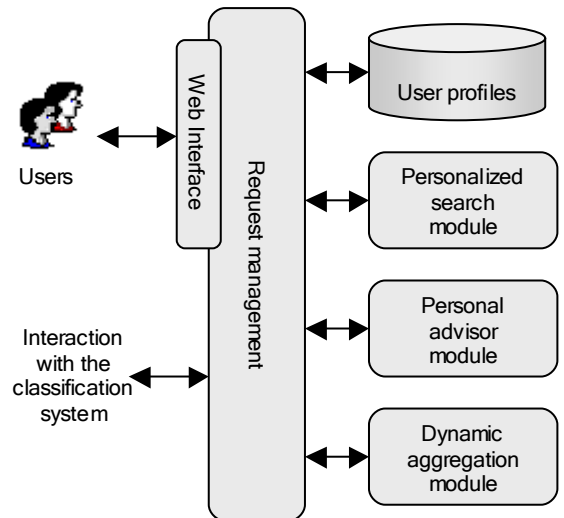 Users
Web Interface
Request management
Interaction
with the
classification
system
User profiles
Personalized
search
module
Personal
advisor
module
Dynamic
aggregation
module